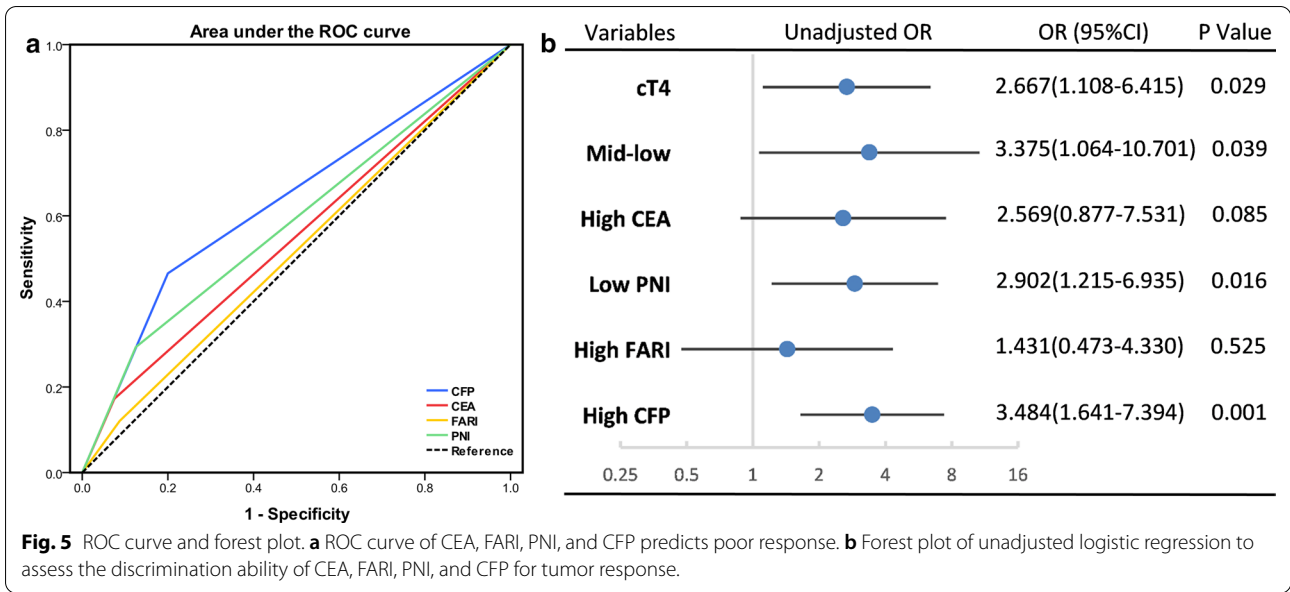 a
Area under the ROC curve
1.0
0.8
0.6
0.4
0.2
0.0
Sensitivity
0.0 0.2 0.4 0.6 0.8 1.0
1 - Specificity
CFP
CEA
FARI
PNI
Reference
b
Variables Unadjusted OR OR (95%CI) P Value
cT4 2.667(1.108-6.415) 0.029
Mid-low 3.375(1.064-10.701) 0.039
High CEA 2.569(0.877-7.531) 0.085
Low PNI 2.902(1.215-6.935) 0.016
High FARI 1.431(0.473-4.330) 0.525
High CFP 3.484(1.641-7.394) 0.001
0.25 0.5 1 2 4 8 16
Fig. 5 ROC curve and forest plot. a ROC curve of CEA, FARI, PNI, and CFP predicts poor response. b Forest plot of unadjusted logistic regression to
assess the discrimination ability of CEA, FARI, PNI, and CFP for tumor response.